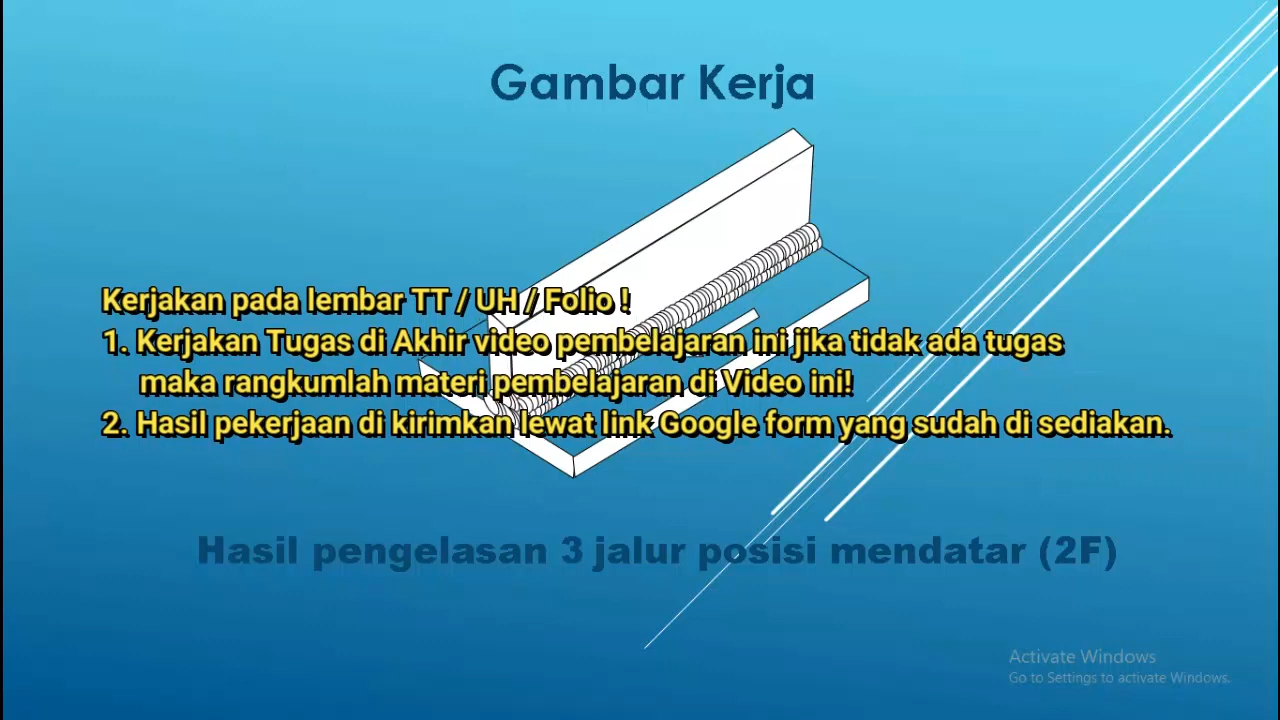 Gambar Kerja
Kerjakan pada lembar TT / UH / Folio !
1. Kerjakan Tugas di Akhir video pembelajaran ini jika tidak ada tugas
maka rangkumlah materi pembelajaran di Video ini!
2. Hasil pekerjaan di kirimkan lewat link Google form yang sudah di sediakan.
Hasil pengelasan 3 jalur posisi mendatar (2F)
Activate Windows
Go to Settings to activate Windows.